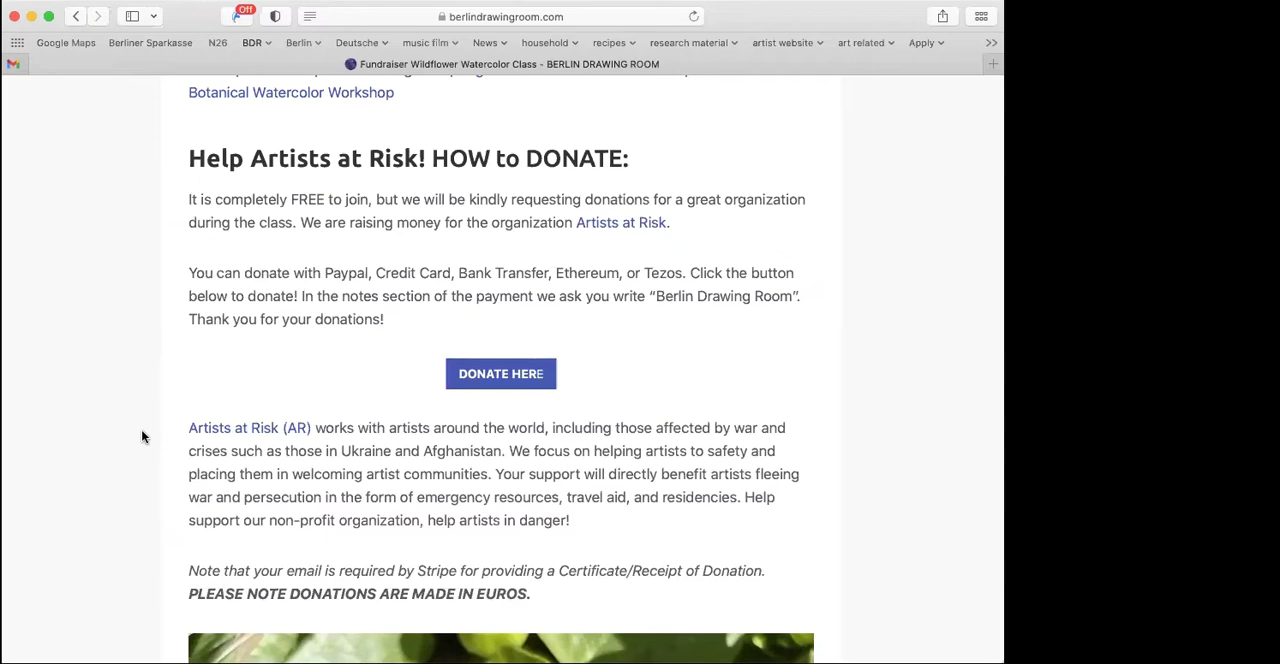 Off
berlindrawingroom.com
Google Maps Berliner Sparkasse N26 BDR Berlin Deutsche music film News household recipes research material artist website art related Apply
Fundraiser Wildflower Watercolor Class - BERLIN DRAWING ROOM
Botanical Watercolor Workshop
Help Artists at Risk! HOW to DONATE:
It is completely FREE to join, but we will be kindly requesting donations for a great organization
during the class. We are raising money for the organization Artists at Risk.
You can donate with Paypal, Credit Card, Bank Transfer, Ethereum, or Tezos. Click the button
below to donate! In the notes section of the payment we ask you write “Berlin Drawing Room”.
Thank you for your donations!
DONATE HERE
Artists at Risk (AR) works with artists around the world, including those affected by war and
crises such as those in Ukraine and Afghanistan. We focus on helping artists to safety and
placing them in welcoming artist communities. Your support will directly benefit artists fleeing
war and persecution in the form of emergency resources, travel aid, and residencies. Help
support our non-profit organization, help artists in danger!
Note that your email is required by Stripe for providing a Certificate/Receipt of Donation.
PLEASE NOTE DONATIONS ARE MADE IN EUROS.